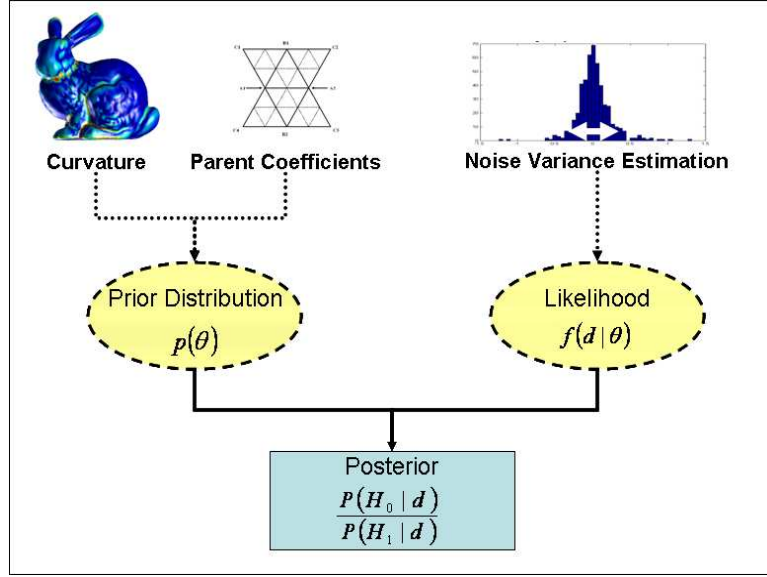 Curvature
Parent Coefficients
Noise Variance Estimation
Prior Distribution
p(θ)
Likelihood
f(d | θ)
Posterior
P(H₀ | d)
P(H₁ | d)